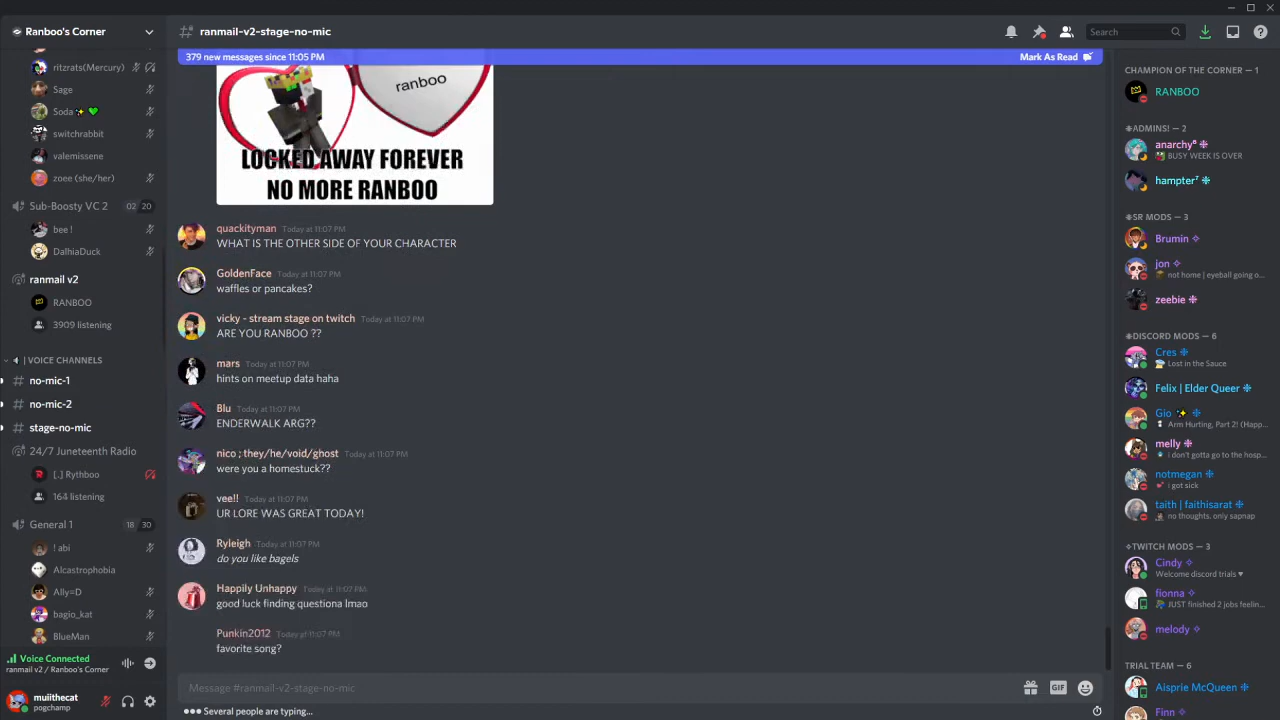 Ranboo's Corner
ritzrats(Mercury)
Sage
Soda
switchrabbit
valemissene
zoee (she/her)
Sub-Boosty VC 2 02 20
bee !
DalhiaDuck
ranmail v2
RANBOO
3909 listening
| VOICE CHANNELS
# no-mic-1
# no-mic-2
# stage-no-mic
24/7 Juneteenth Radio
[.] Rythboo
164 listening
General 1 18 30
! abi
Alcastrophobia
Ally=D
bagio_kat
BlueMan
Voice Connected
ranmail v2 / Ranboo's Corner
muiithecat
pogchamp
ranmail-v2-stage-no-mic
Search
379 new messages since 11:05 PM
Mark As Read
ranboo
LOCKED AWAY FOREVER
NO MORE RANBOO
quackityman Today at 11:07 PM
WHAT IS THE OTHER SIDE OF YOUR CHARACTER
GoldenFace Today at 11:07 PM
waffles or pancakes?
vicky - stream stage on twitch Today at 11:07 PM
ARE YOU RANBOO ??
mars Today at 11:07 PM
hints on meetup data haha
Blu Today at 11:07 PM
ENDERWALK ARG??
nico ; they/he/void/ghost Today at 11:07 PM
were you a homestuck??
vee!! Today at 11:07 PM
UR LORE WAS GREAT TODAY!
Ryleigh Today at 11:07 PM
do you like bagels
Happily Unhappy Today at 11:07 PM
good luck finding questiona lmao
Punkin2012 Today at 11:07 PM
favorite song?
Message #ranmail-v2-stage-no-mic
GIF
Several people are typing...
CHAMPION OF THE CORNER — 1
RANBOO
ADMINS! — 2
anarchy
BUSY WEEK IS OVER
hampter
SR MODS — 3
Brumin
jon
not home | eyeball going o...
zeebie
DISCORD MODS — 6
Cres
Lost in the Sauce
Felix | Elder Queer
Gio
Arm Hurting, Part 2! (Happ...
melly
i don't gotta go to the hosp...
notmegan
i got sick
taith | faithisarat
no thoughts. only sapnap
TWITCH MODS — 3
Cindy
Welcome discord trials ♥
fionna
JUST finished 2 jobs feelin...
melody
TRIAL TEAM — 6
Aisprie McQueen
Finn